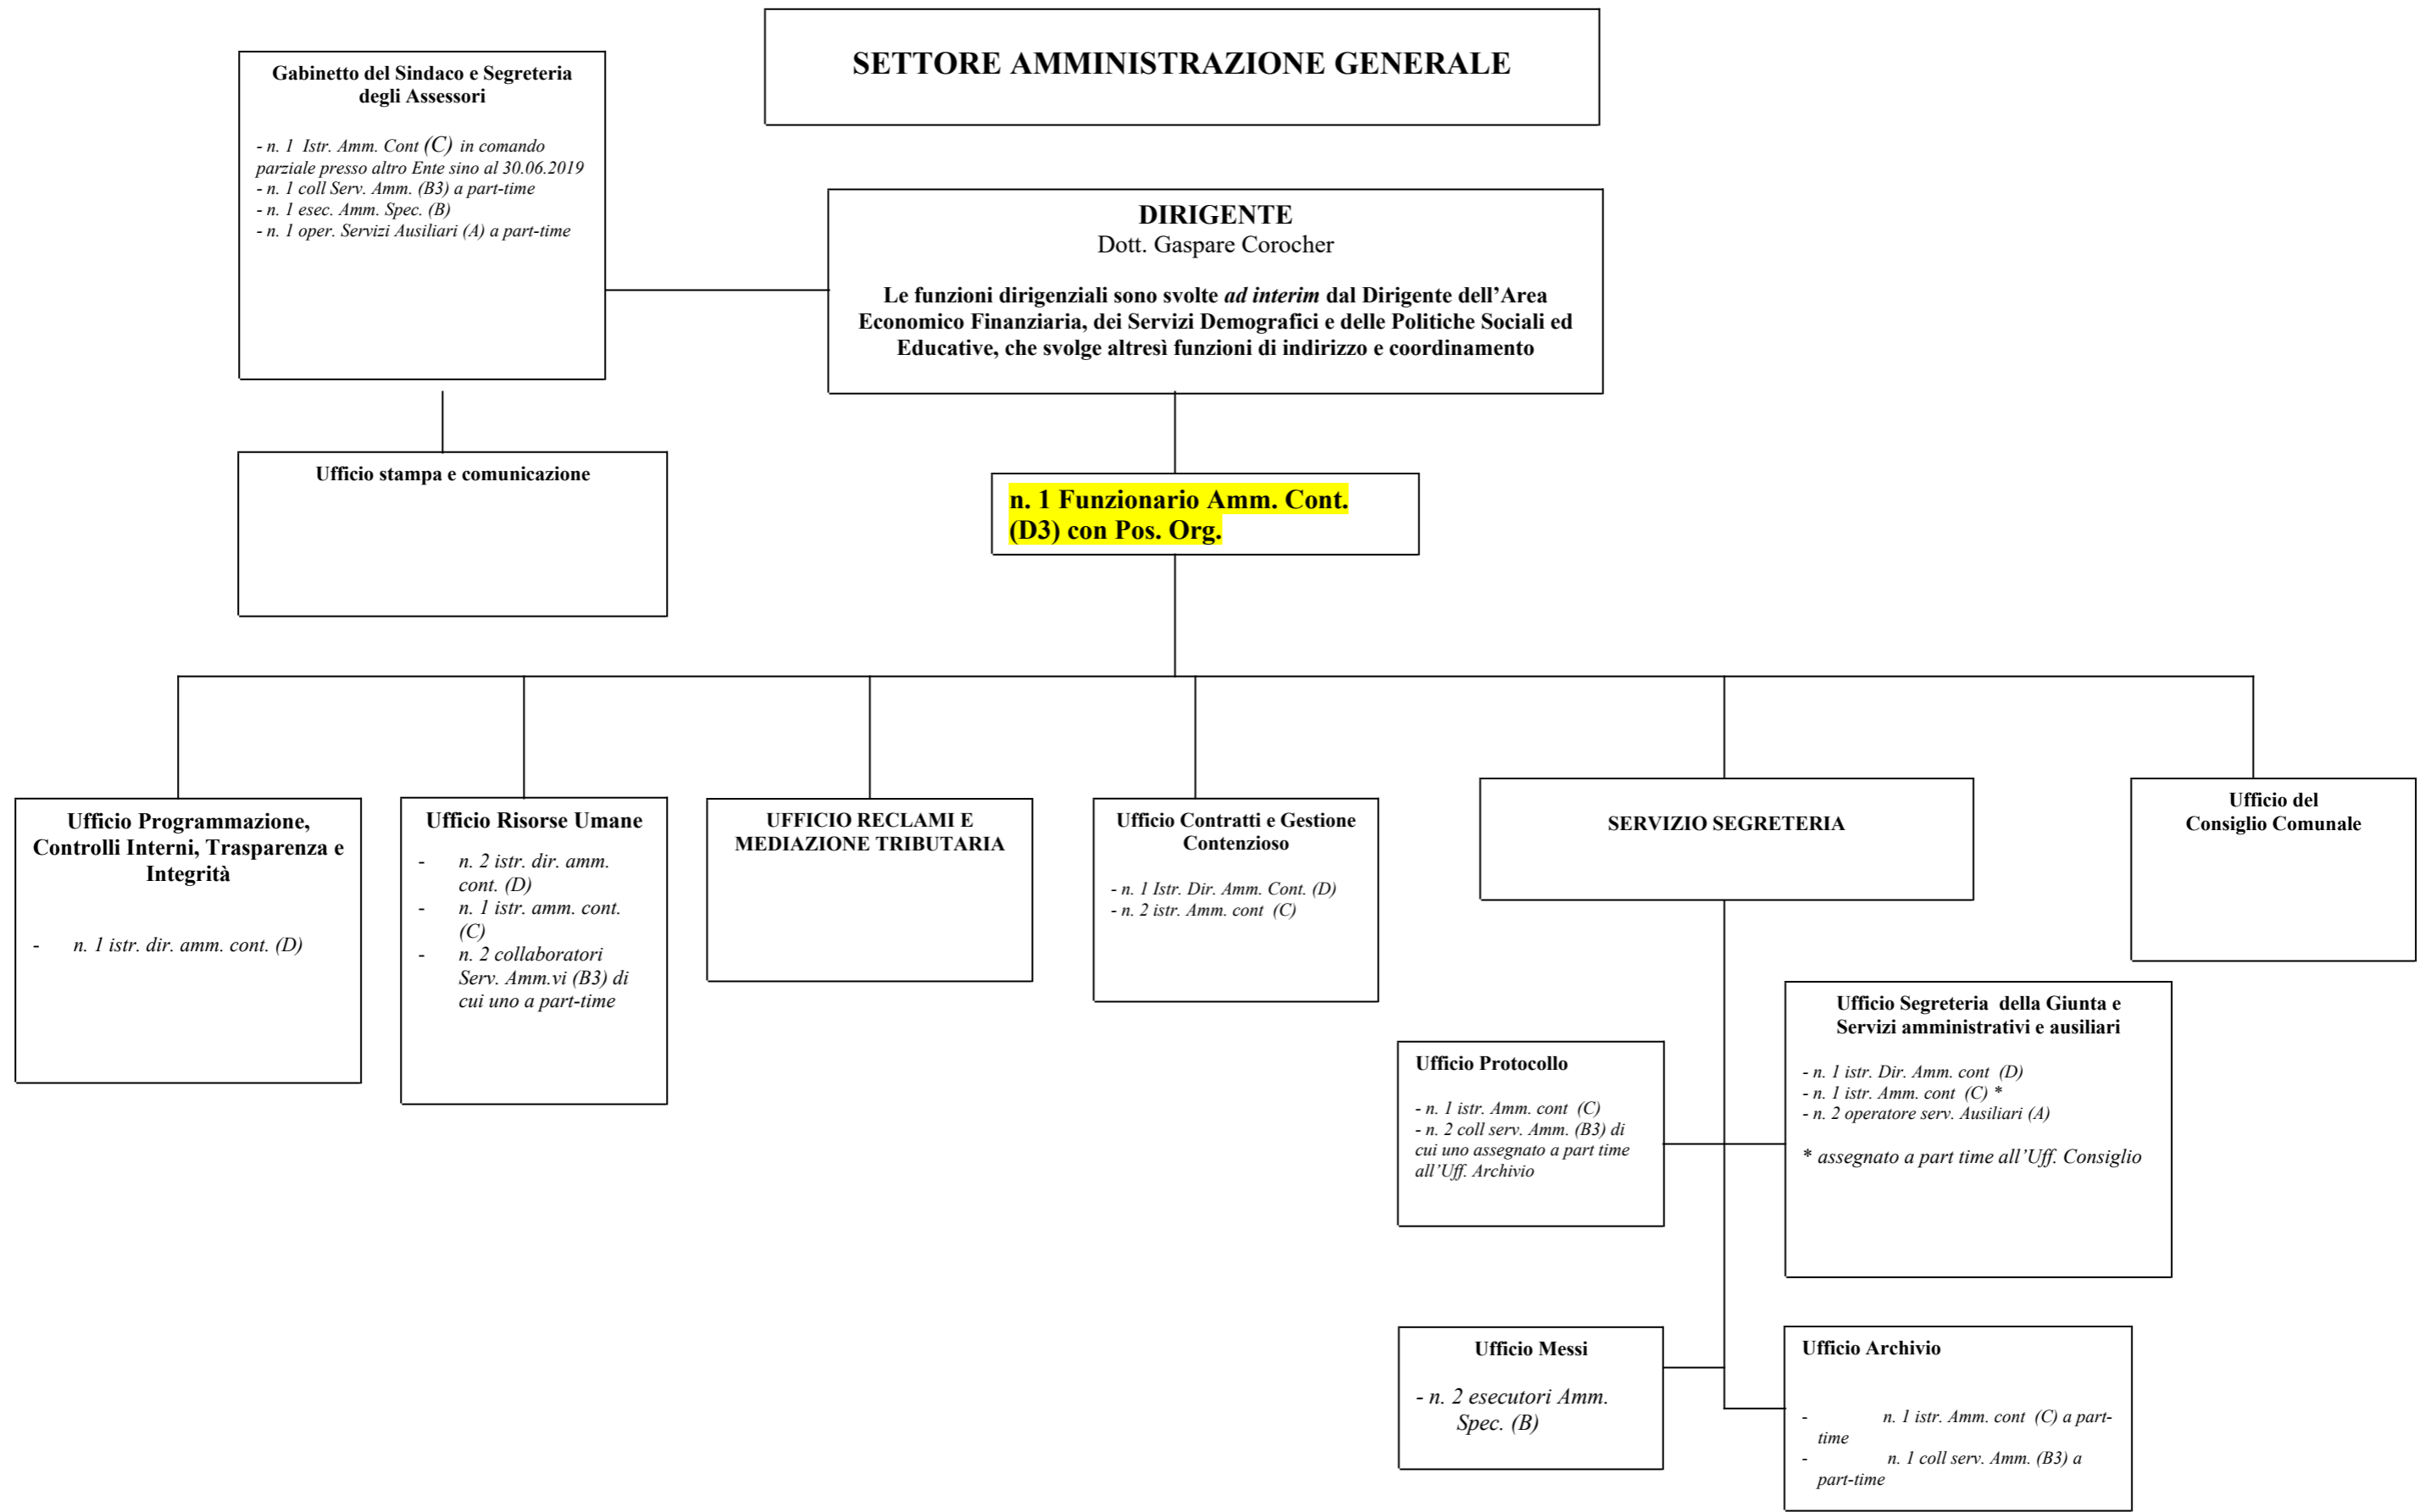 SETTORE AMMINISTRAZIONE GENERALE
Gabinetto del Sindaco e Segreteria
degli Assessori
- n. 1 Istr. Amm. Cont (C) in comando
parziale presso altro Ente sino al 30.06.2019
- n. 1 coll Serv. Amm. (B3) a part-time
- n. 1 esec. Amm. Spec. (B)
- n. 1 oper. Servizi Ausiliari (A) a part-time
DIRIGENTE
Dott. Gaspare Corocher
Le funzioni dirigenziali sono svolte ad interim dal Dirigente dell’Area
Economico Finanziaria, dei Servizi Demografici e delle Politiche Sociali ed
Educative, che svolge altresì funzioni di indirizzo e coordinamento
Ufficio stampa e comunicazione
n. 1 Funzionario Amm. Cont.
(D3) con Pos. Org.
Ufficio Programmazione,
Controlli Interni, Trasparenza e
Integrità
- n. 1 istr. dir. amm. cont. (D)
Ufficio Risorse Umane
- n. 2 istr. dir. amm.
cont. (D)
- n. 1 istr. amm. cont.
(C)
- n. 2 collaboratori
Serv. Amm.vi (B3) di
cui uno a part-time
UFFICIO RECLAMI E
MEDIAZIONE TRIBUTARIA
Ufficio Contratti e Gestione
Contenzioso
- n. 1 Istr. Dir. Amm. Cont. (D)
- n. 2 istr. Amm. cont (C)
SERVIZIO SEGRETERIA
Ufficio del
Consiglio Comunale
Ufficio Protocollo
- n. 1 istr. Amm. cont (C)
- n. 2 coll serv. Amm. (B3) di
cui uno assegnato a part time
all’Uff. Archivio
Ufficio Segreteria della Giunta e
Servizi amministrativi e ausiliari
- n. 1 istr. Dir. Amm. cont (D)
- n. 1 istr. Amm. cont (C) *
- n. 2 operatore serv. Ausiliari (A)
* assegnato a part time all’Uff. Consiglio
Ufficio Messi
- n. 2 esecutori Amm.
Spec. (B)
Ufficio Archivio
- n. 1 istr. Amm. cont (C) a part-
time
- n. 1 coll serv. Amm. (B3) a
part-time